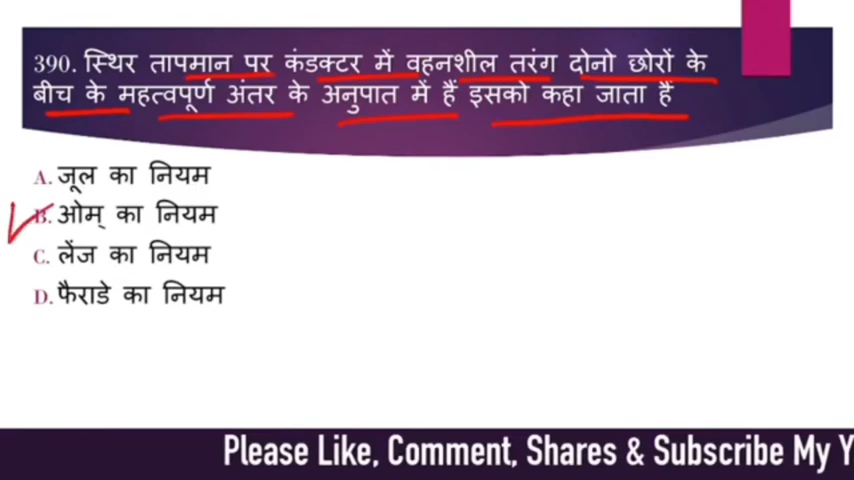 390. स्थिर तापमान पर कंडक्टर में वहनशील तरंग दोनो छोरों के
बीच के महत्वपूर्ण अंतर के अनुपात में हैं इसको कहा जाता हैं
A. जूल का नियम
B. ओम् का नियम
C. लेंज का नियम
D. फैराडे का नियम
Please Like, Comment, Shares & Subscribe My Y